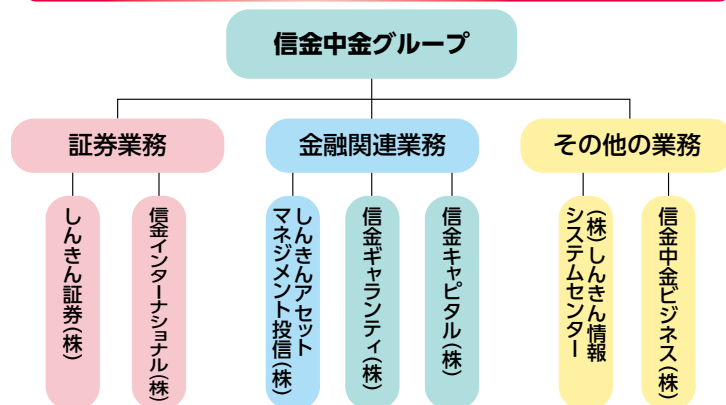 信金中金グループ
証券業務
金融関連業務
その他の業務
しんきん証券(株)
信金インターナショナル(株)
しんきんアセット
マネジメント投信(株)
信金ギャランティ(株)
信金キャピタル(株)
(株)しんきん情報
システムセンター
信金中金ビジネス(株)